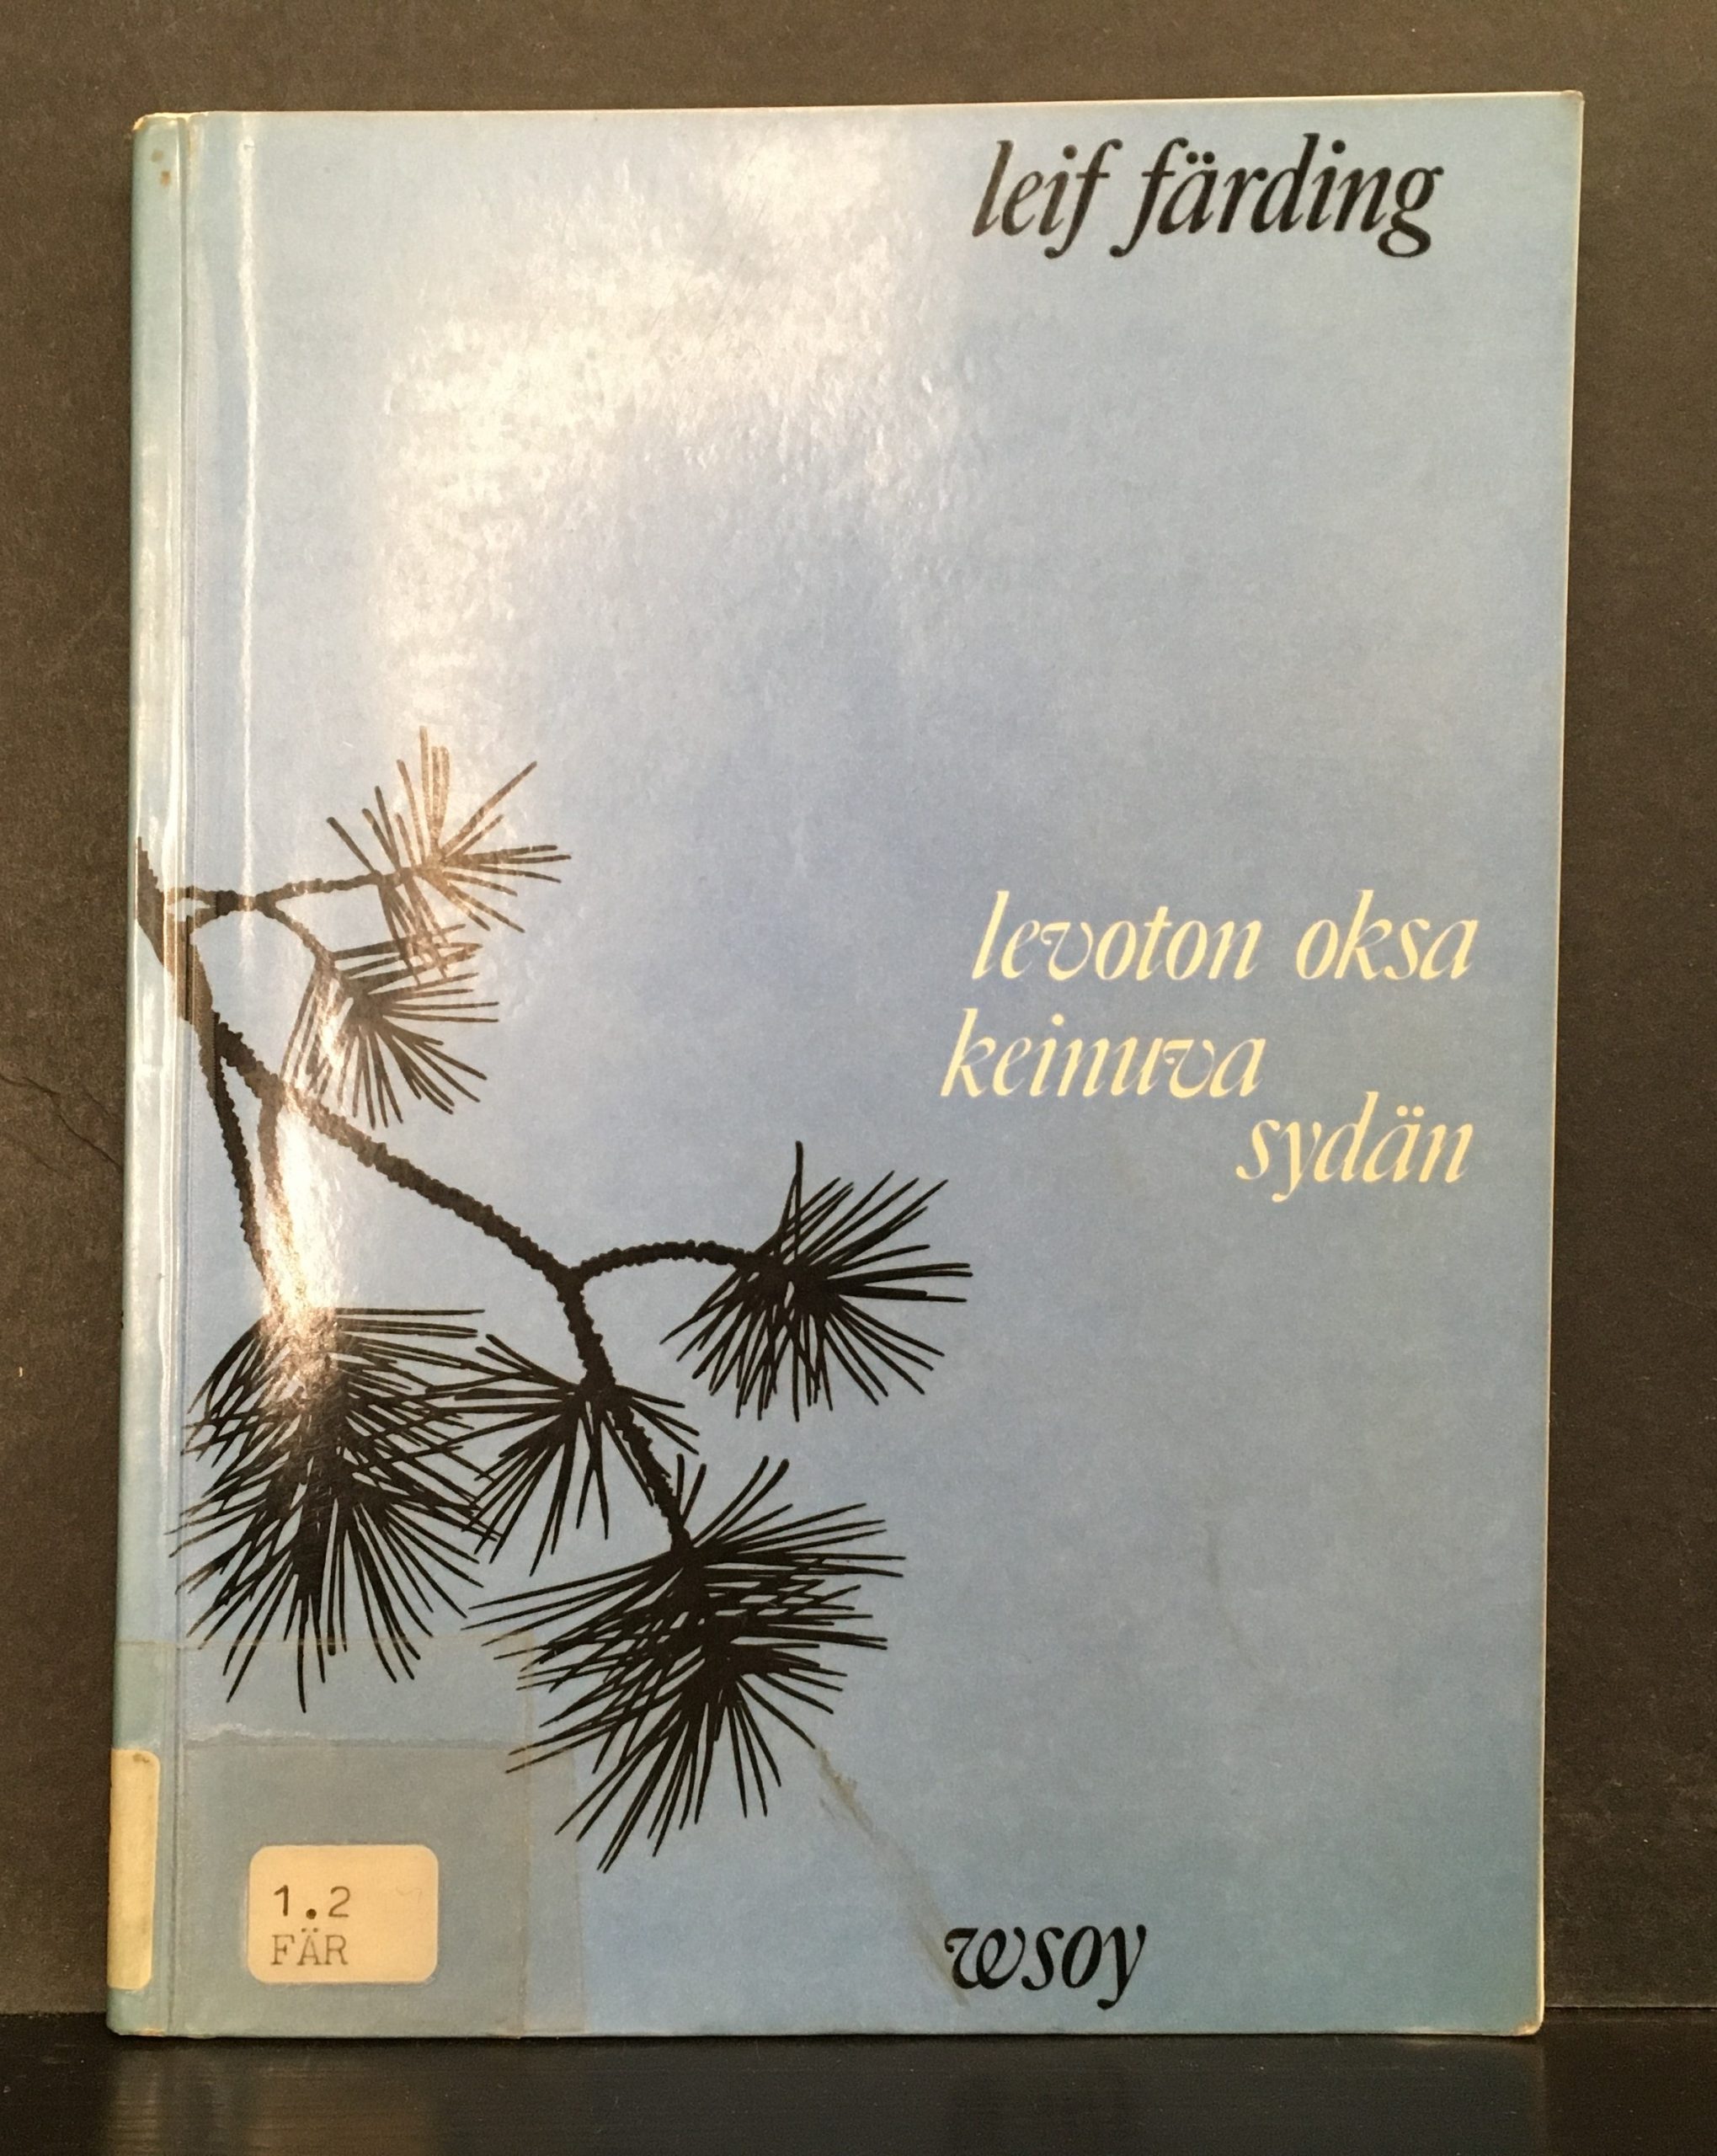 leif färding
levoton oksa
keinuva
sydän
1.2
FÄR
wsoy